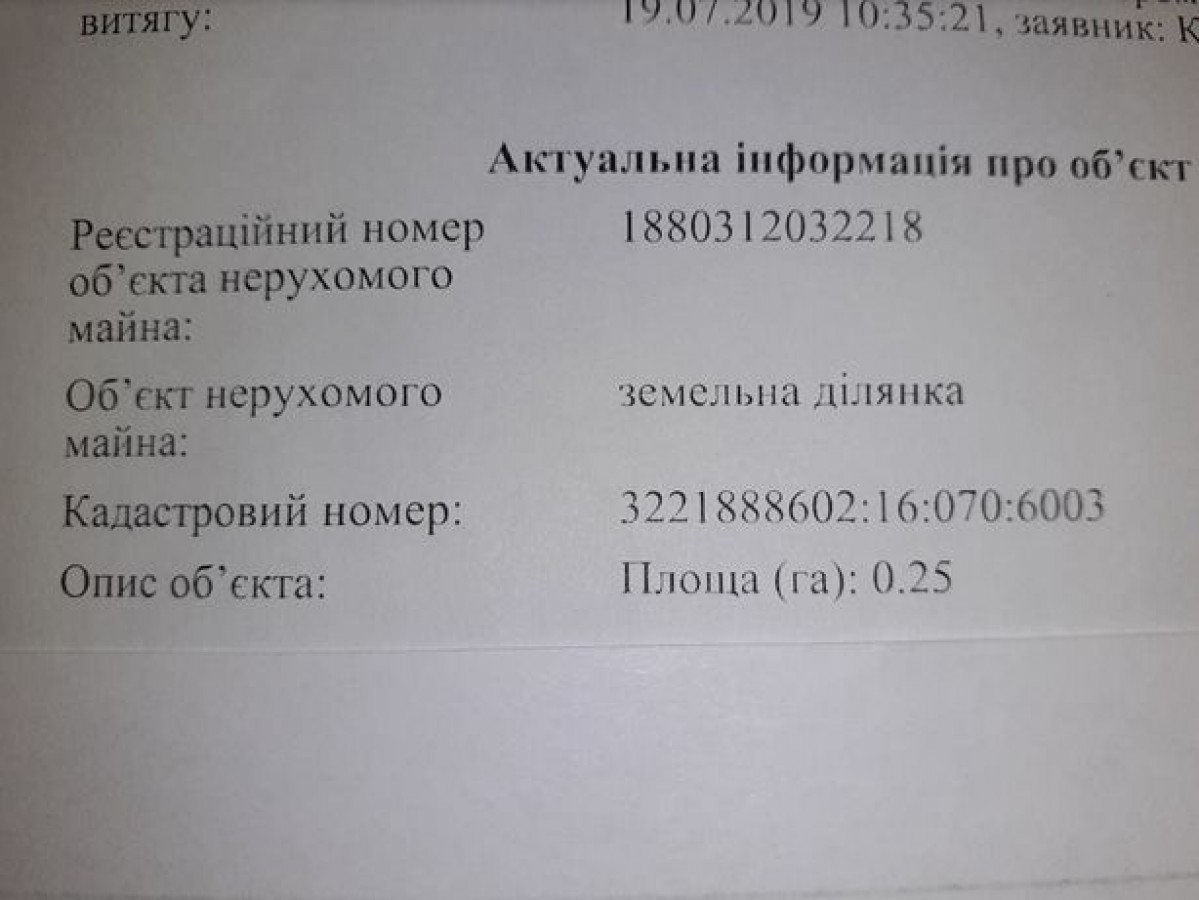 витягу:
19.07.2019 10:35:21, заявник: К
Актуальна інформація про об’єкт
Реєстраційний номер об’єкта нерухомого майна:
1880312032218
Об’єкт нерухомого майна:
земельна ділянка
Кадастровий номер:
3221888602:16:070:6003
Опис об’єкта:
Площа (га): 0.25